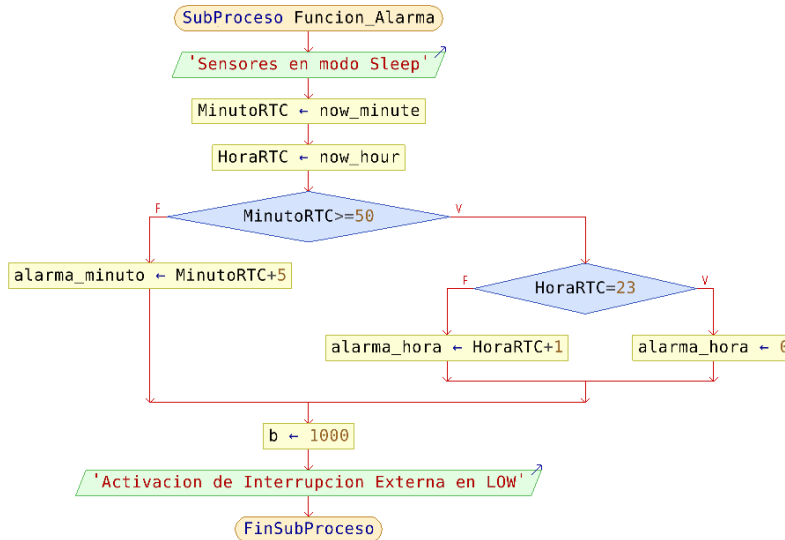 SubProceso Funcion_Alarma
'Sensores en modo Sleep'
MinutoRTC ← now_minute
HoraRTC ← now_hour
MinutoRTC>=50
F
V
alarma_minuto ← MinutoRTC+5
HoraRTC=23
F
V
alarma_hora ← HoraRTC+1
alarma_hora ← 0
b ← 1000
'Activacion de Interrupcion Externa en LOW'
FinSubProceso